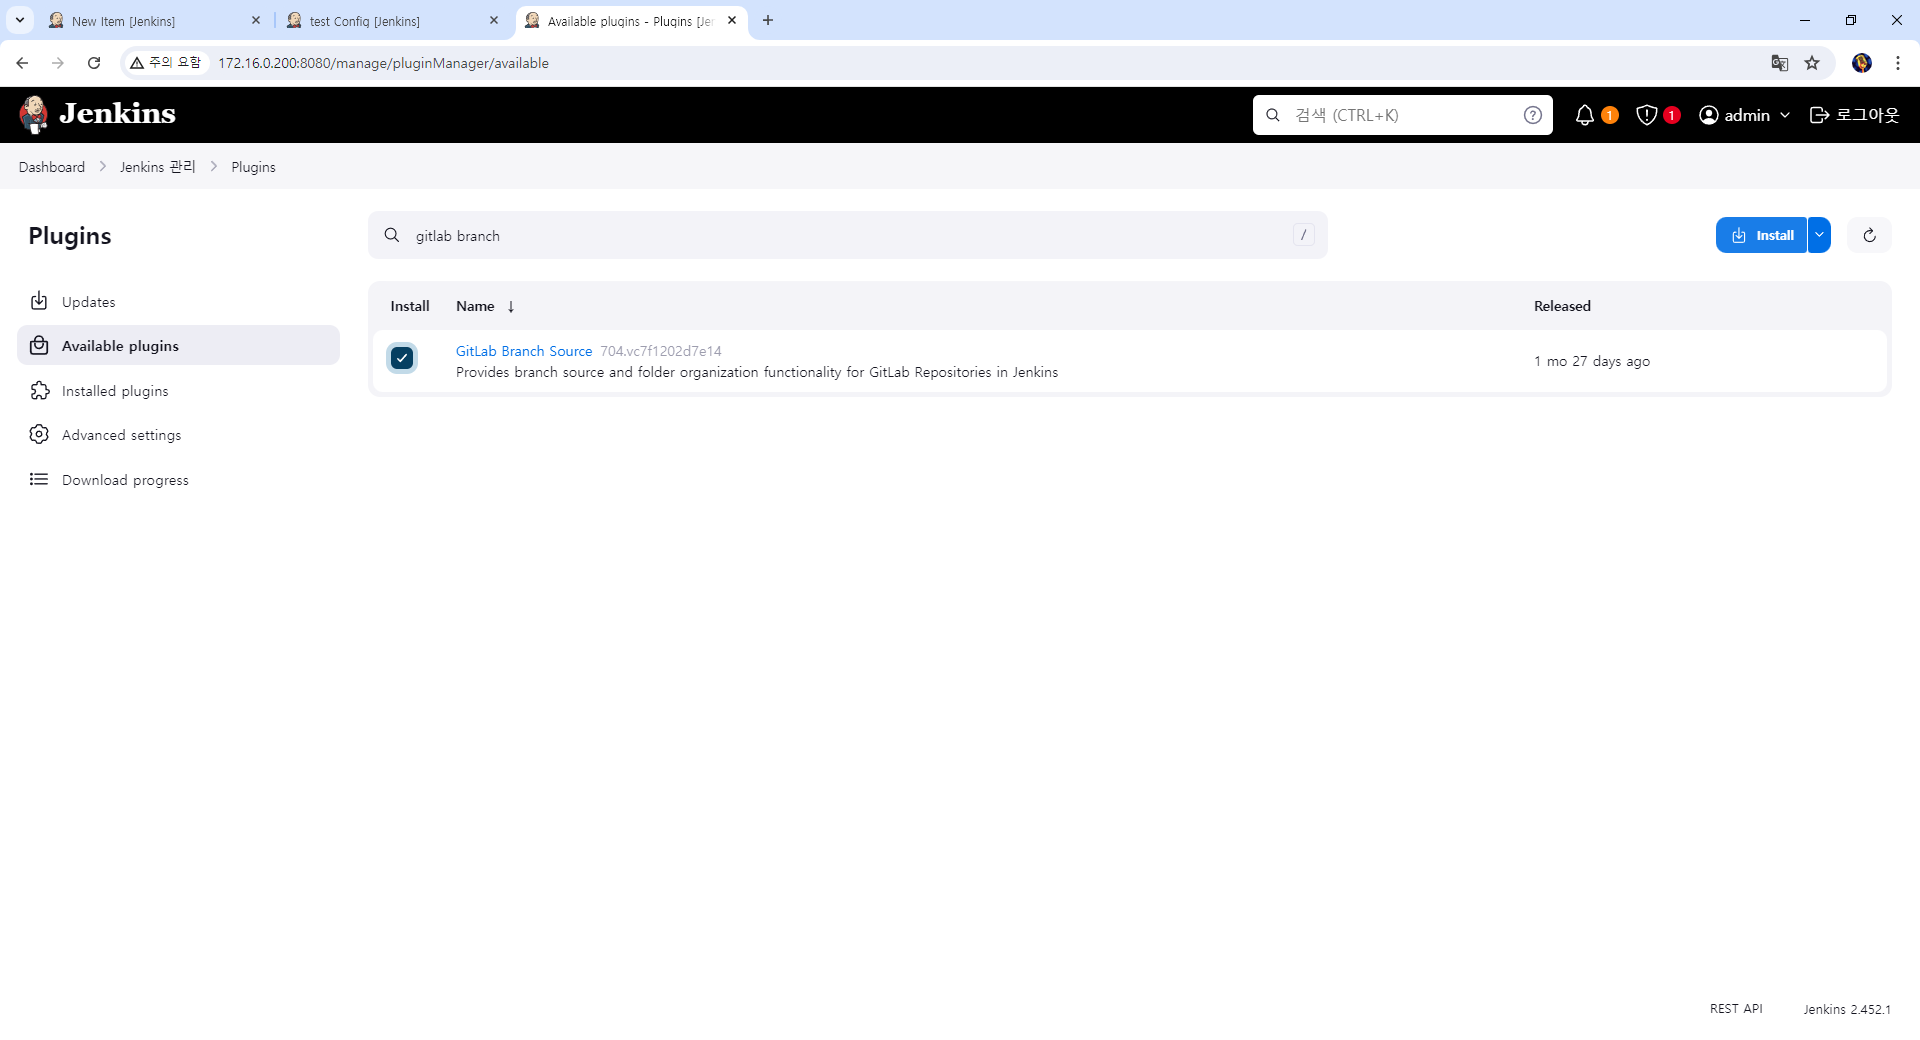 New Item [Jenkins]
test Config [Jenkins]
Available plugins - Plugins [Je
주의 요함
172.16.0.200:8080/manage/pluginManager/available
Jenkins
검색 (CTRL+K)
1
1
admin
로그아웃
Dashboard
Jenkins 관리
Plugins
Plugins
gitlab branch
/
Install
Updates
Available plugins
Installed plugins
Advanced settings
Download progress
Install Name ↓ Released
GitLab Branch Source 704.vc7f1202d7e14
Provides branch source and folder organization functionality for GitLab Repositories in Jenkins
1 mo 27 days ago
REST API
Jenkins 2.452.1